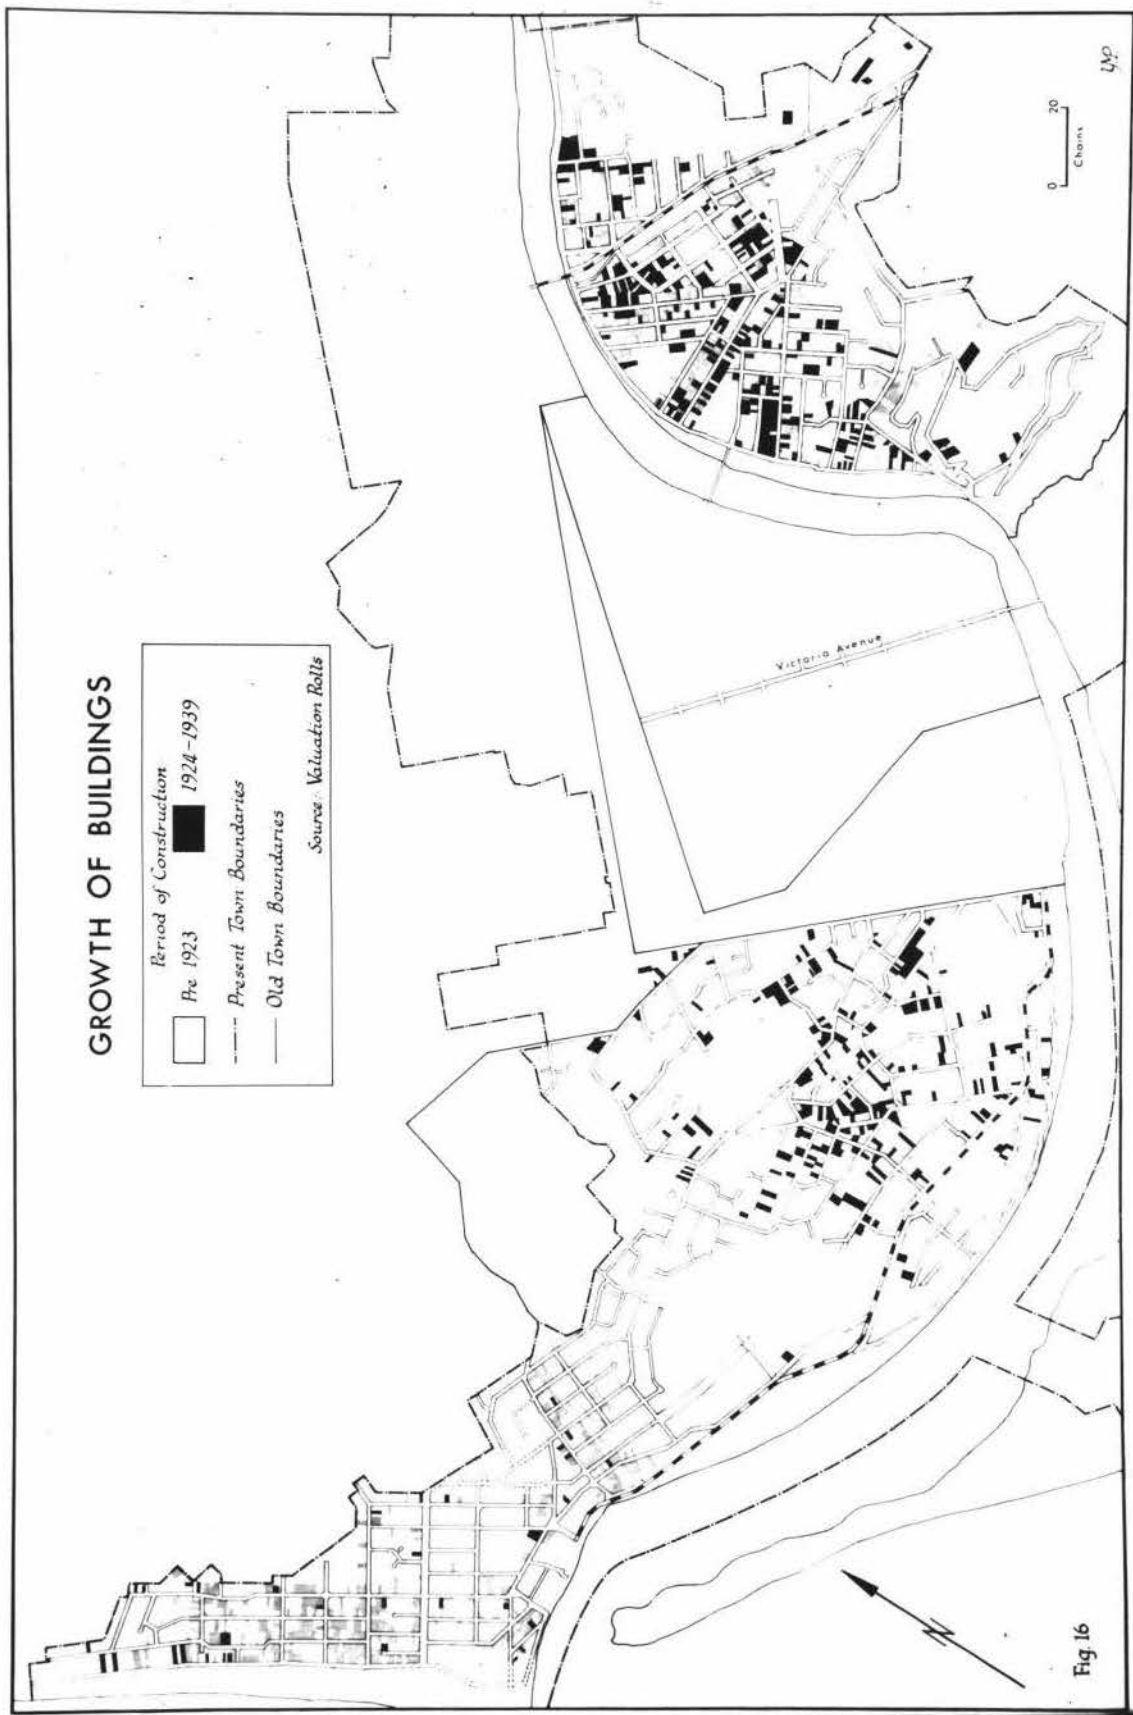 GROWTH OF BUILDINGS
Period of Construction
Pre 1923
1924-1939
Present Town Boundaries
Old Town Boundaries
Source: Valuation Rolls
Victoria Avenue
0 20
Chains
N
Fig. 16